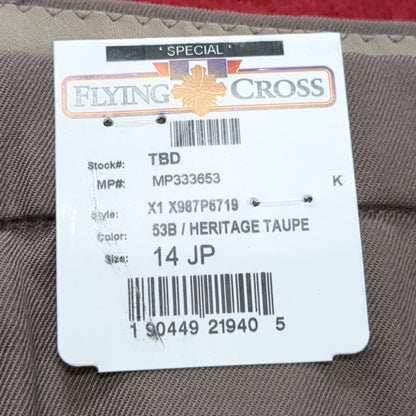 * SPECIAL *
FLYING CROSS
Stock#: TBD
MP#: MP333653 K
Style: X1 X987P6719
Color: 53B / HERITAGE TAUPE
Size: 14 JP
1 90449 21940 5